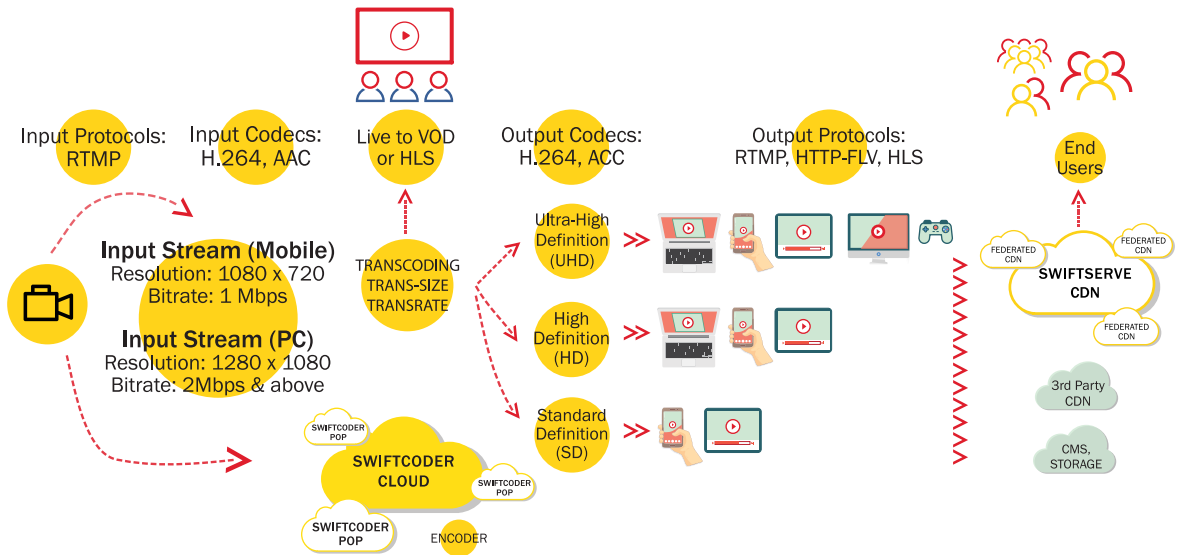 Input Protocols:
RTMP
Input Codecs:
H.264, AAC
Live to VOD
or HLS
Output Codecs:
H.264, ACC
Output Protocols:
RTMP, HTTP-FLV, HLS
End
Users
Input Stream (Mobile)
Resolution: 1080 x 720
Bitrate: 1 Mbps
Input Stream (PC)
Resolution: 1280 x 1080
Bitrate: 2Mbps & above
TRANSCODING
TRANS-SIZE
TRANSRATE
Ultra-High
Definition
(UHD)
High
Definition
(HD)
Standard
Definition
(SD)
FEDERATED
CDN
FEDERATED
CDN
SWIFTSERVE
CDN
FEDERATED
CDN
3rd Party
CDN
CMS,
STORAGE
SWIFTCODER
POP
SWIFTCODER
CLOUD
SWIFTCODER
POP
SWIFTCODER
POP
ENCODER